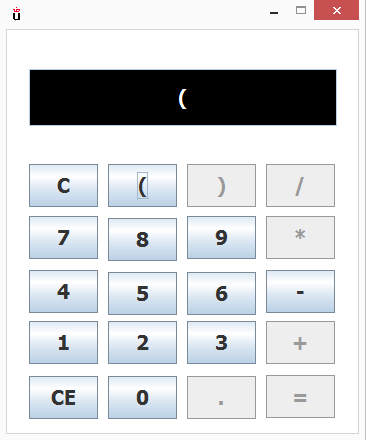 ü
(
C ( ) /
7 8 9 *
4 5 6 -
1 2 3 +
CE 0 . =